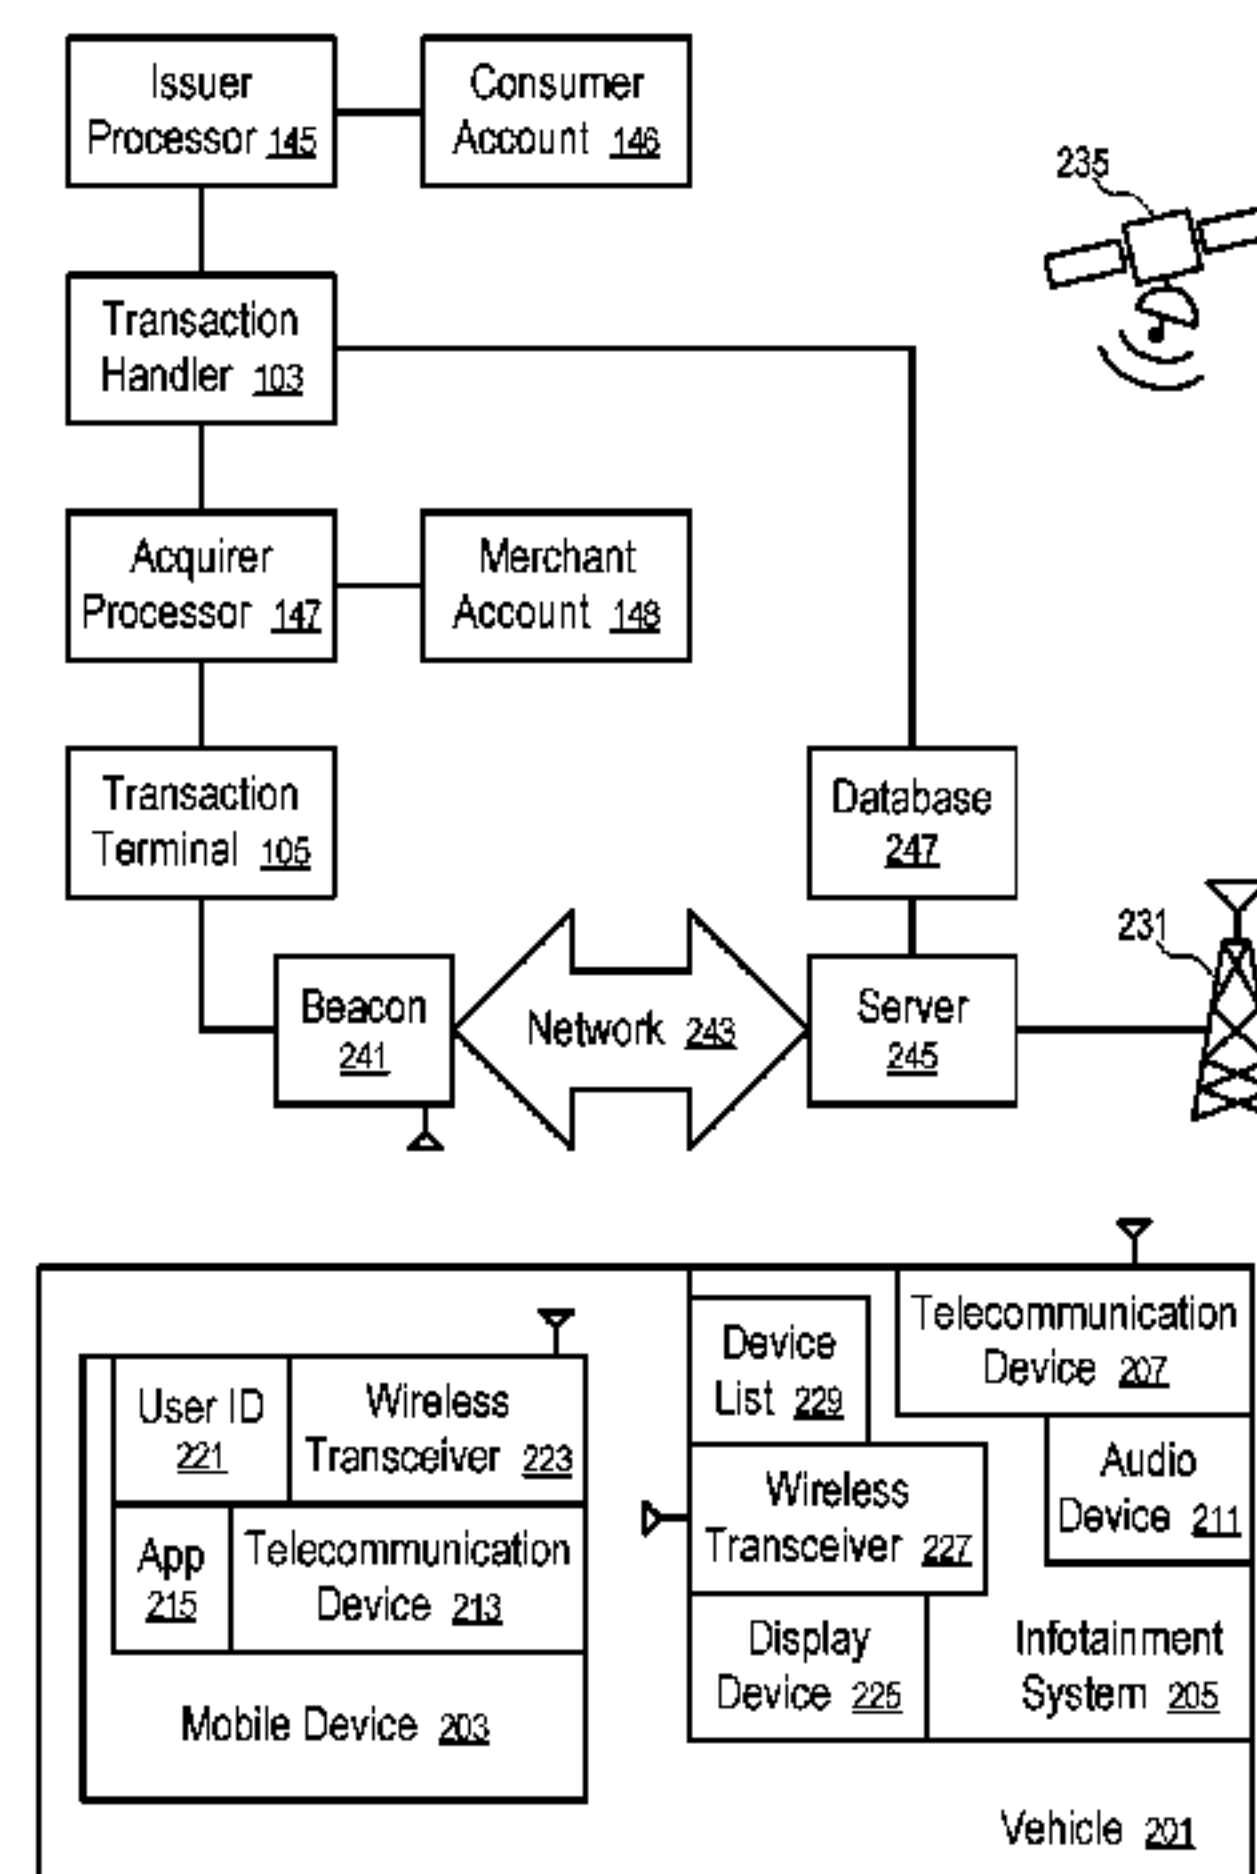 Issuer
Processor 145
Consumer
Account 146
235
Transaction
Handler 103
Acquirer
Processor 147
Merchant
Account 148
Transaction
Terminal 105
Database
247
231
Beacon
241
Network 243
Server
245
Device
List 229
Telecommunication
Device 207
User ID
221
Wireless
Transceiver 223
Audio
Device 211
Wireless
Transceiver 227
App
215
Telecommunication
Device 213
Display
Device 225
Infotainment
System 205
Mobile Device 203
Vehicle 201